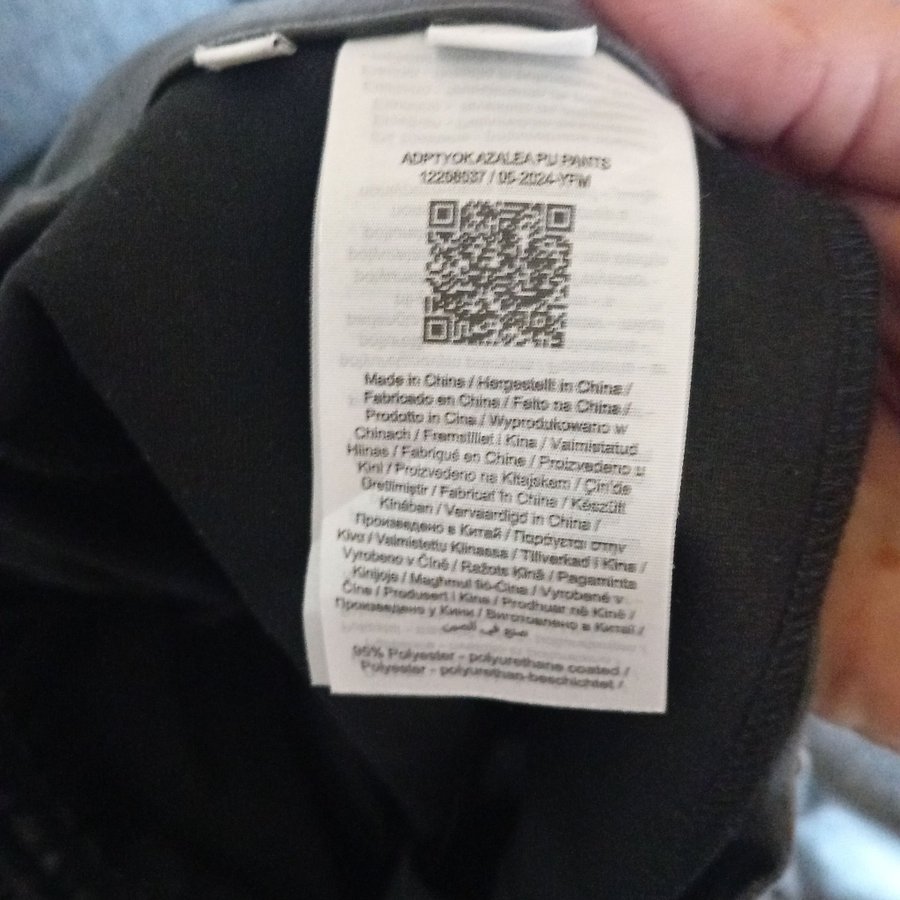 ADPTYOK AZALEA PU PANTS
12298037 / 05-2024-YFM
Made in China / Hergestellt in China /
Fabricado en China / Feito na China /
Prodotto in Cina / Wyprodukowano w
Chinach / Fremstillet i Kina / Valmistatud
Hiinas / Fabriqué en Chine / Proizvedeno u
Kini / Proizvedeno na Kitajskem / Çin'de
Üretilmiştir / Fabricat în China / Készült
Kínában / Vervaardigd in China /
Произведено в Китай / Παράγεται στην
Κίνα / Valmistettu Kiinassa / Tillverkad i Kina /
Vyrobeno v Číně / Ražots Ķīnā / Pagaminta
Kinijoje / Magħmul fiċ-Ċina / Vyrobené v
Číne / Produsert i Kina / Prodhuar në Kinë /
Произведено у Кини / Виготовлено в Китаї /
صنع في الصين
95% Polyester - polyurethane coated /
Polyester - polyurethan-beschichtet /